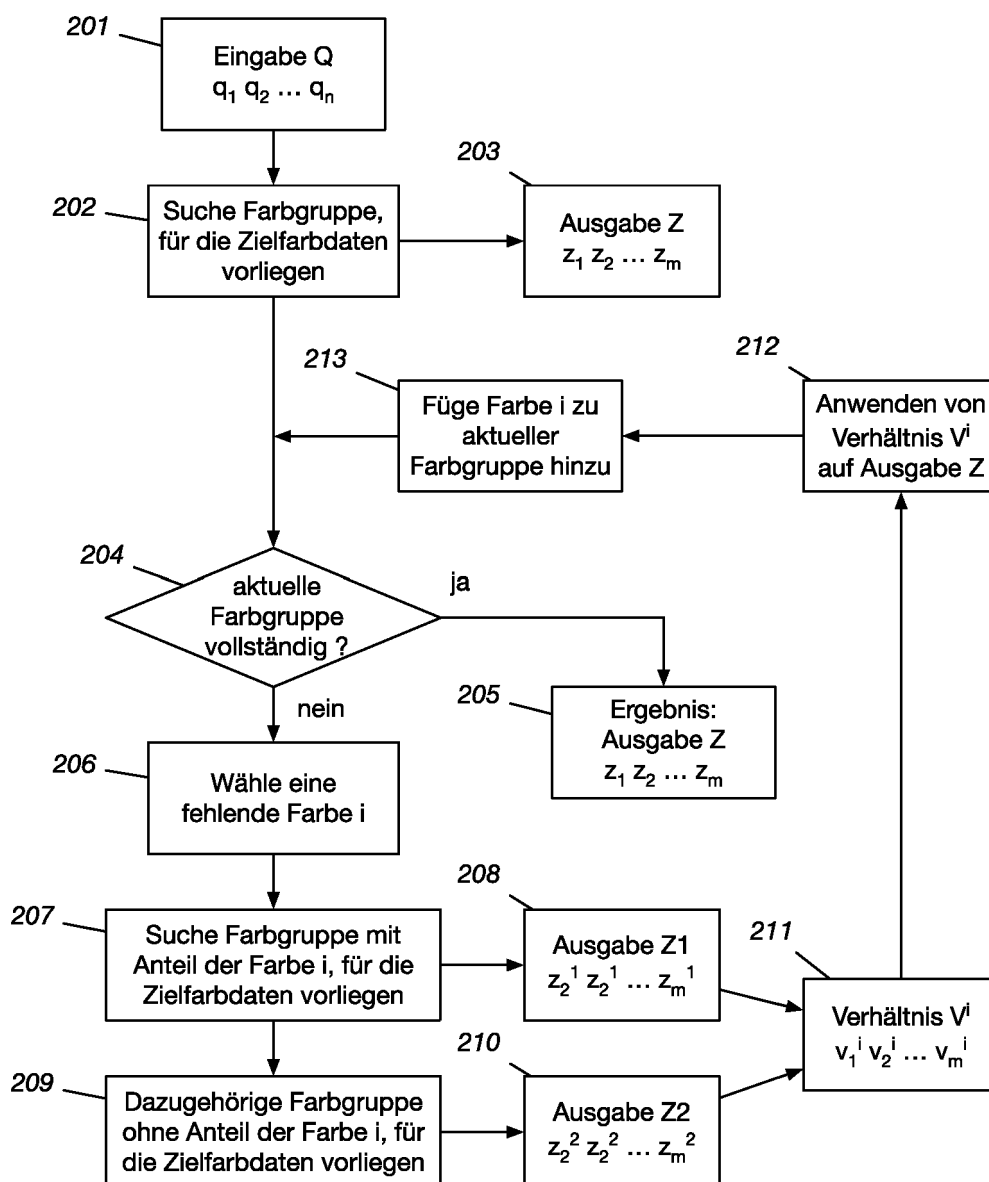 201
Eingabe Q
q₁ q₂ … qₙ
203
202
Suche Farbgruppe,
für die Zielfarbdaten
vorliegen
Ausgabe Z
z₁ z₂ … zₘ
213
212
Füge Farbe i zu
aktueller
Farbgruppe hinzu
Anwenden von
Verhältnis Vⁱ
auf Ausgabe Z
204
aktuelle
Farbgruppe
vollständig ?
ja
nein
205
Ergebnis:
Ausgabe Z
z₁ z₂ … zₘ
206
Wähle eine
fehlende Farbe i
207
Suche Farbgruppe mit
Anteil der Farbe i, für die
Zielfarbdaten vorliegen
208
Ausgabe Z1
z₂¹ z₂¹ … zₘ¹
211
Verhältnis Vⁱ
v₁ⁱ v₂ⁱ … vₘⁱ
209
Dazugehörige Farbgruppe
ohne Anteil der Farbe i, für
die Zielfarbdaten vorliegen
210
Ausgabe Z2
z₂² z₂² … zₘ²